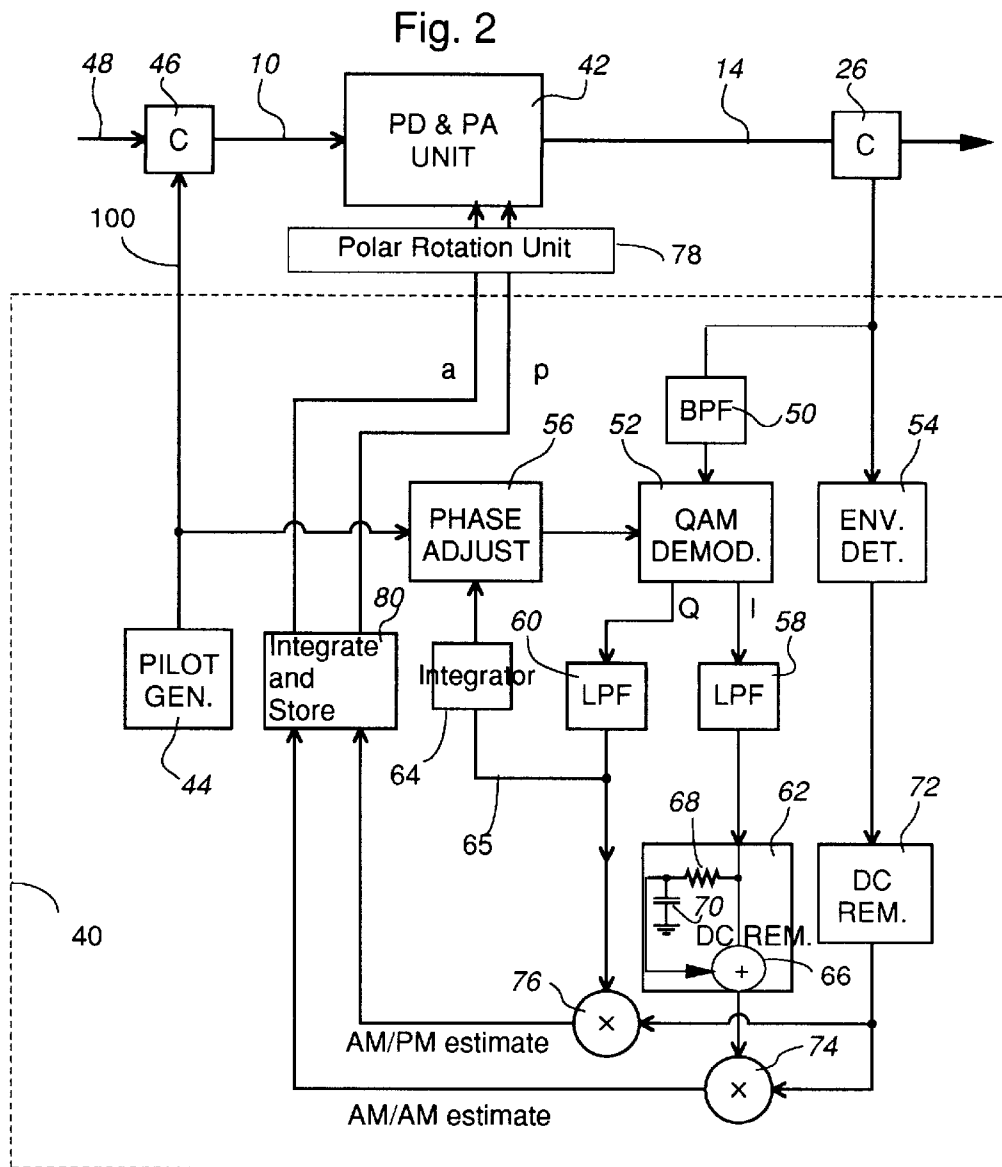 Fig. 2
48
46
10
42
14
26
C
PD & PA
UNIT
C
100
Polar Rotation Unit
78
a
p
BPF
50
56
52
54
PHASE
ADJUST
QAM
DEMOD.
ENV.
DET.
Q
I
80
60
58
PILOT
GEN.
Integrate
and
Store
Integrator
LPF
LPF
44
64
65
68
62
72
70
DC REM.
DC
REM.
40
66
+
76
×
AM/PM estimate
74
×
AM/AM estimate